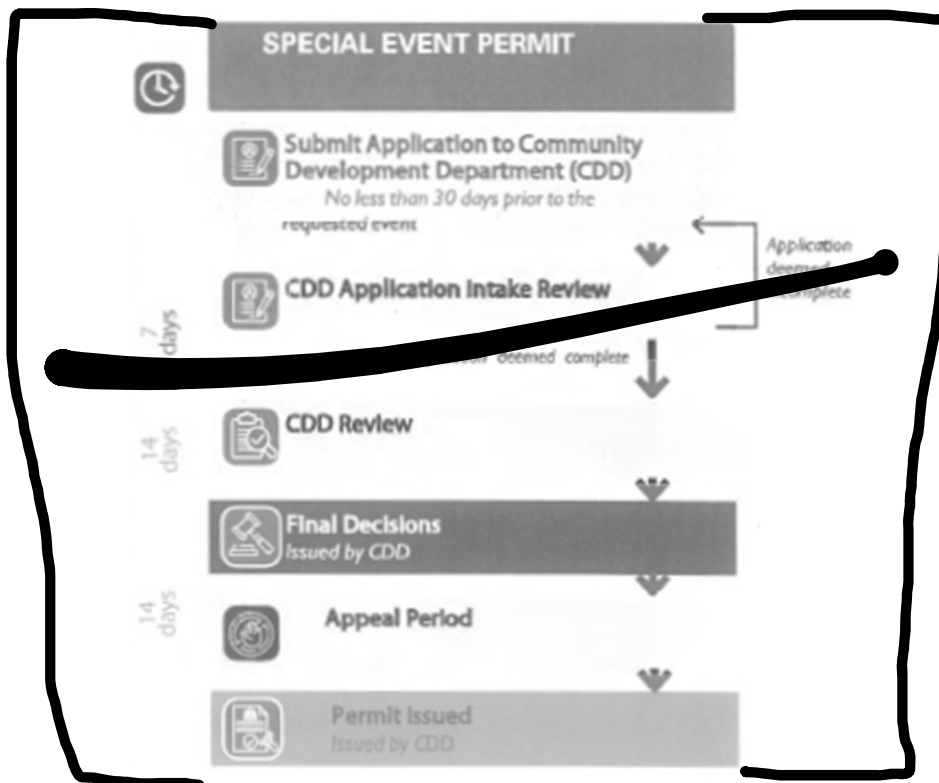 SPECIAL EVENT PERMIT
Submit Application to Community
Development Department (CDD)
No less than 30 days prior to the
requested event
Application
deemed
CDD Application Intake Review
7
days
deemed complete
14
days
CDD Review
Final Decisions
Issued by CDD
14
days
Appeal Period
Permit Issued
Issued by CDD